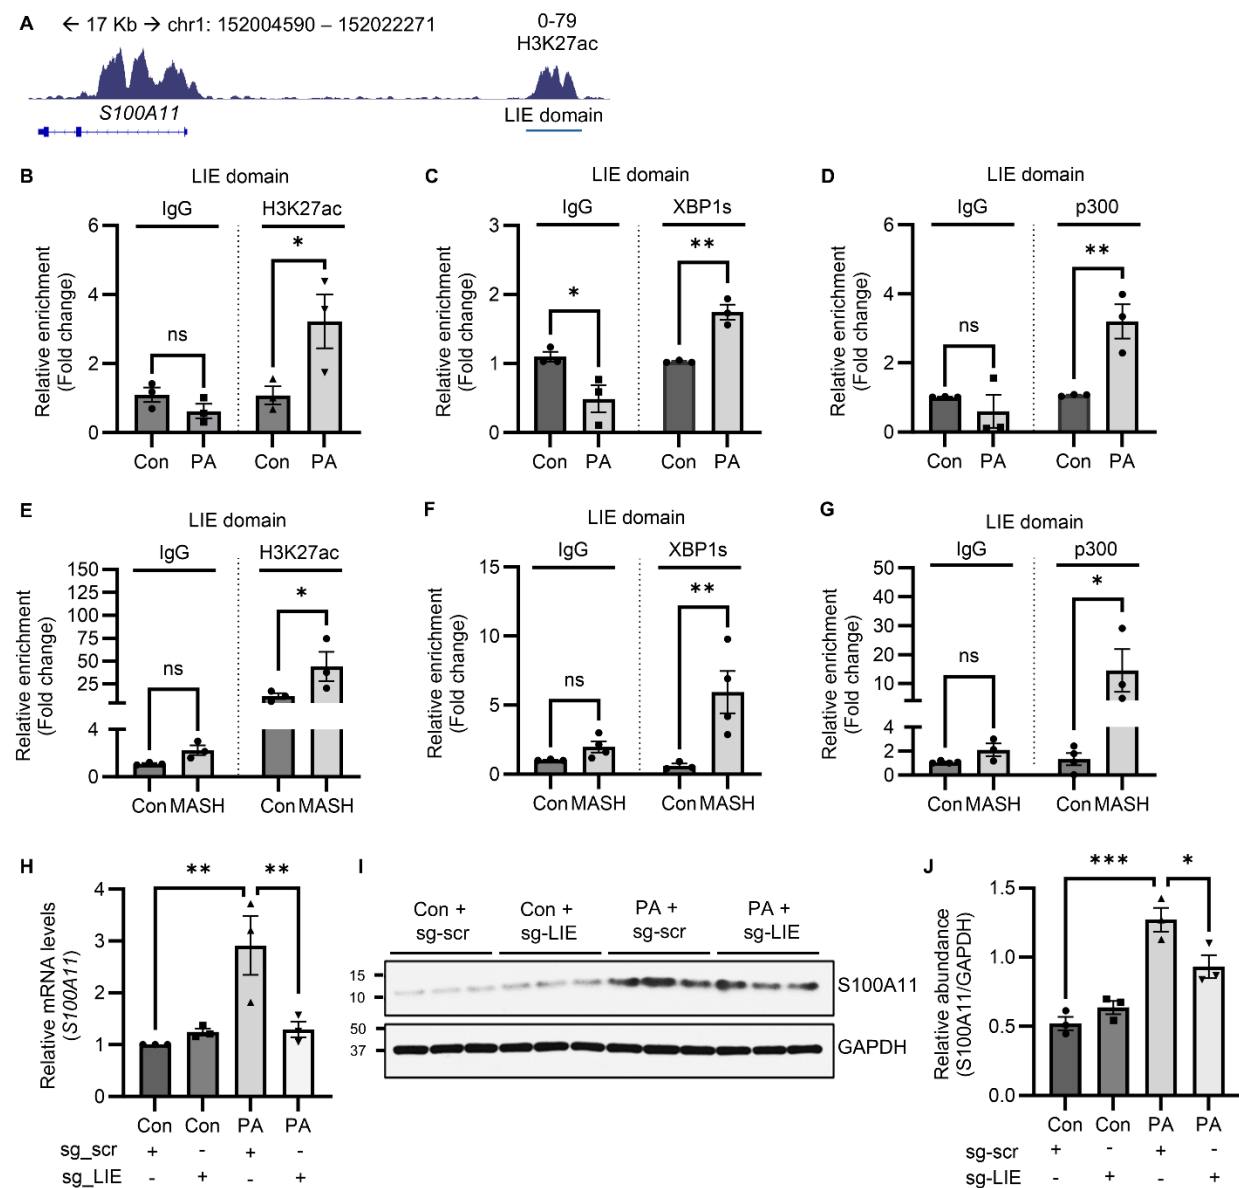 A
← 17 Kb → chr1: 152004590 – 152022271
0-79
H3K27ac
S100A11
LIE domain
B
LIE domain
IgG
H3K27ac
Relative enrichment
(Fold change)
6
4
2
0
ns
*
Con
PA
Con
PA
C
LIE domain
IgG
XBP1s
Relative enrichment
(Fold change)
3
2
1
0
*
**
Con
PA
Con
PA
D
LIE domain
IgG
p300
Relative enrichment
(Fold change)
6
4
2
0
ns
**
Con
PA
Con
PA
E
LIE domain
IgG
H3K27ac
Relative enrichment
(Fold change)
150
125
100
75
50
25
4
0
ns
*
Con MASH
Con MASH
F
LIE domain
IgG
XBP1s
Relative enrichment
(Fold change)
15
10
5
0
ns
**
Con MASH
Con MASH
G
LIE domain
IgG
p300
Relative enrichment
(Fold change)
50
40
30
20
10
4
2
0
ns
*
Con MASH
Con MASH
H
Relative mRNA levels
(S100A11)
4
3
2
1
0
**
**
Con
Con
PA
PA
sg_scr + - + -
sg_LIE - + - +
I
Con +
sg-scr
Con +
sg-LIE
PA +
sg-scr
PA +
sg-LIE
15
10
S100A11
50
37
GAPDH
J
Relative abundance
(S100A11/GAPDH)
1.5
1.0
0.5
0.0
***
*
Con
Con
PA
PA
sg-scr + - + -
sg-LIE - + - +